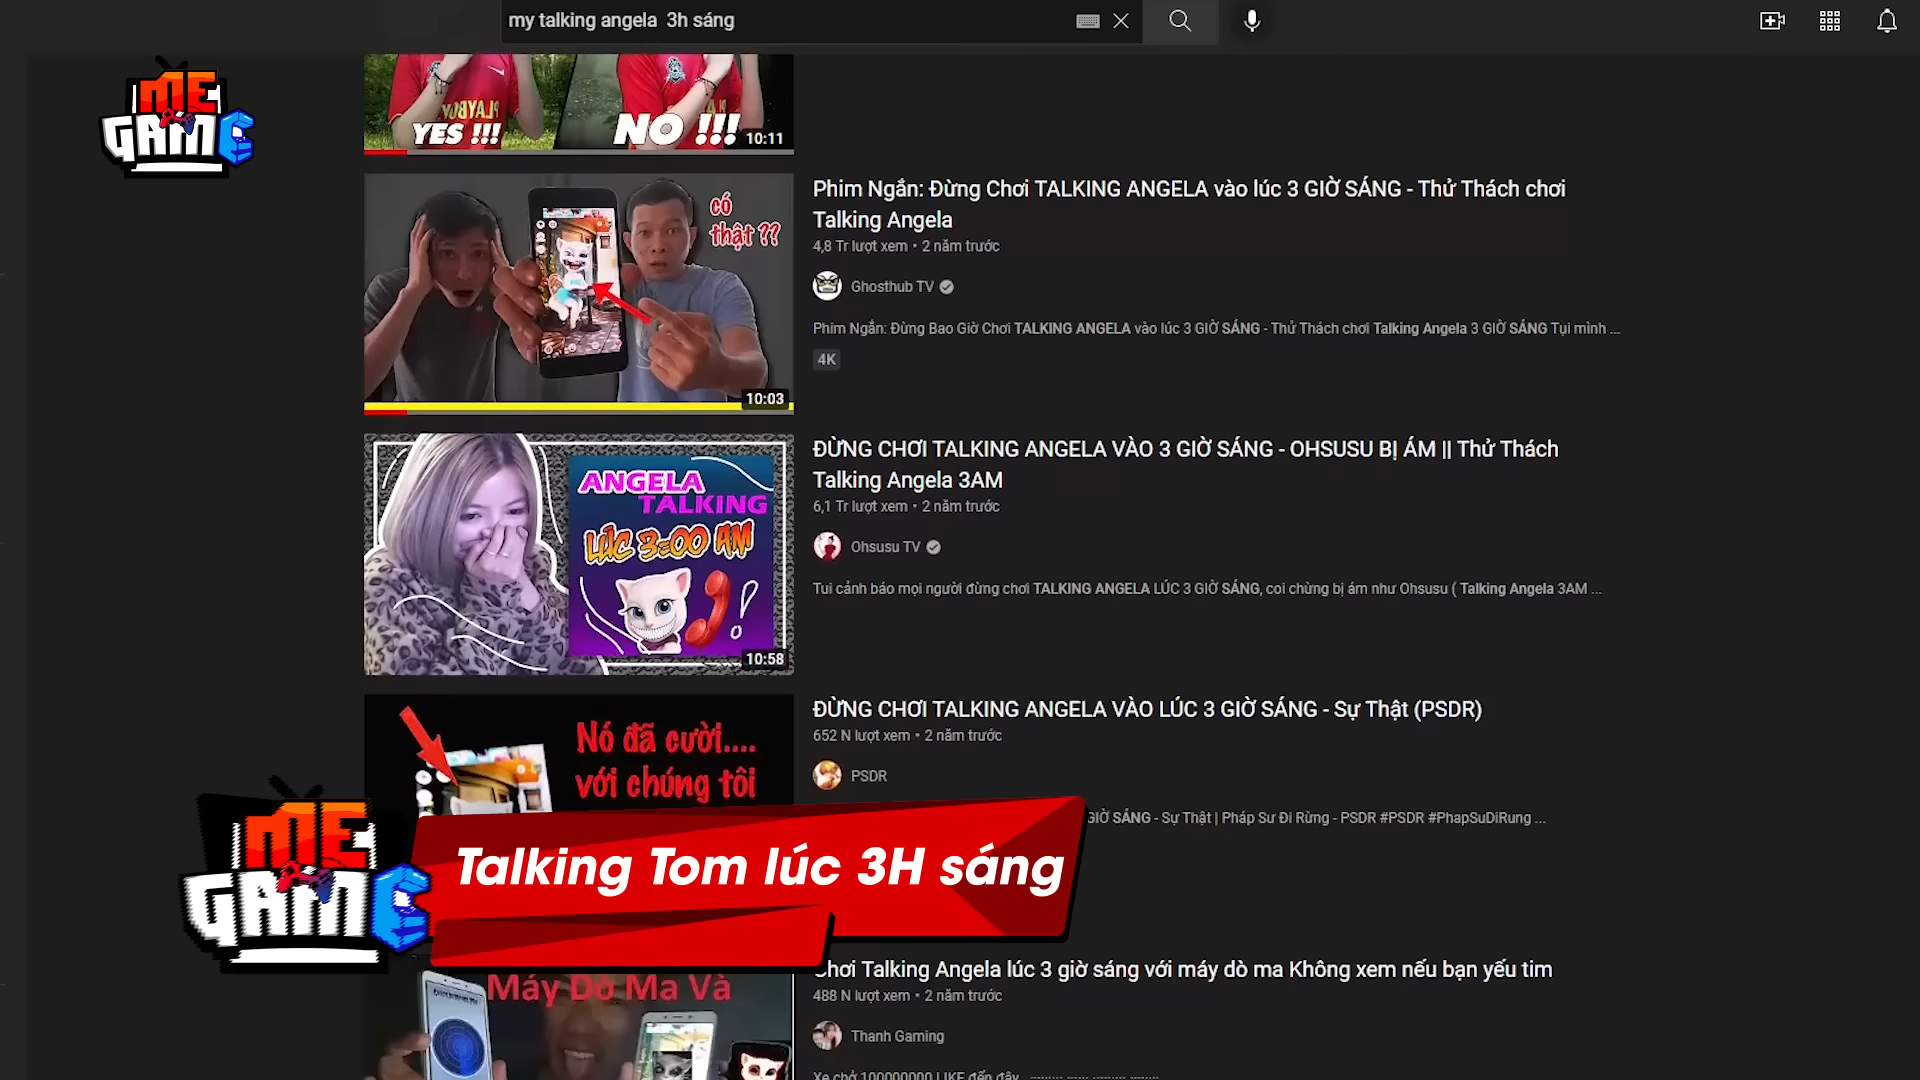 my talking angela  3h sáng
ME
GAME
PLAYBOY
YES !!!
NO !!!
10:11
có
thật ??
10:03
Phim Ngắn: Đừng Chơi TALKING ANGELA vào lúc 3 GIỜ SÁNG - Thử Thách chơi
Talking Angela
4,8 Tr lượt xem • 2 năm trước
Ghosthub TV
Phim Ngắn: Đừng Bao Giờ Chơi TALKING ANGELA vào lúc 3 GIỜ SÁNG - Thử Thách chơi Talking Angela 3 GIỜ SÁNG Tụi mình ...
4K
ANGELA
TALKING
LÚC 3:00 AM
10:58
ĐỪNG CHƠI TALKING ANGELA VÀO 3 GIỜ SÁNG - OHSUSU BỊ ÁM || Thử Thách
Talking Angela 3AM
6,1 Tr lượt xem • 2 năm trước
Ohsusu TV
Tui cảnh báo mọi người đừng chơi TALKING ANGELA LÚC 3 GIỜ SÁNG, coi chừng bị ám như Ohsusu ( Talking Angela 3AM ...
Nó đã cười....
với chúng tôi
ĐỪNG CHƠI TALKING ANGELA VÀO LÚC 3 GIỜ SÁNG - Sự Thật (PSDR)
652 N lượt xem • 2 năm trước
PSDR
GIỜ SÁNG - Sự Thật | Pháp Sư Đi Rừng - PSDR #PSDR #PhapSuDiRung ...
ME
GAME
Talking Tom lúc 3H sáng
Máy Dò Ma Và
Chơi Talking Angela lúc 3 giờ sáng với máy dò ma Không xem nếu bạn yếu tim
488 N lượt xem • 2 năm trước
Thanh Gaming
Xe chở 100000000 LIKE đến đây